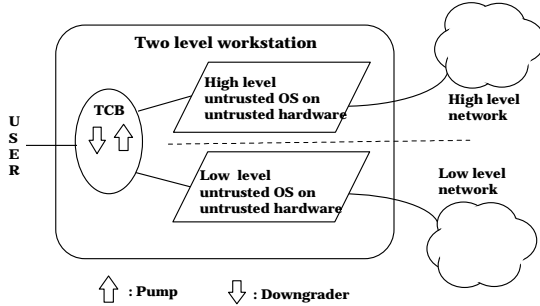 Two level workstation
High level
untrusted OS on
untrusted hardware
High level
network
TCB
USER
Low level
untrusted OS on
untrusted hardware
Low level
network
: Pump
: Downgrader